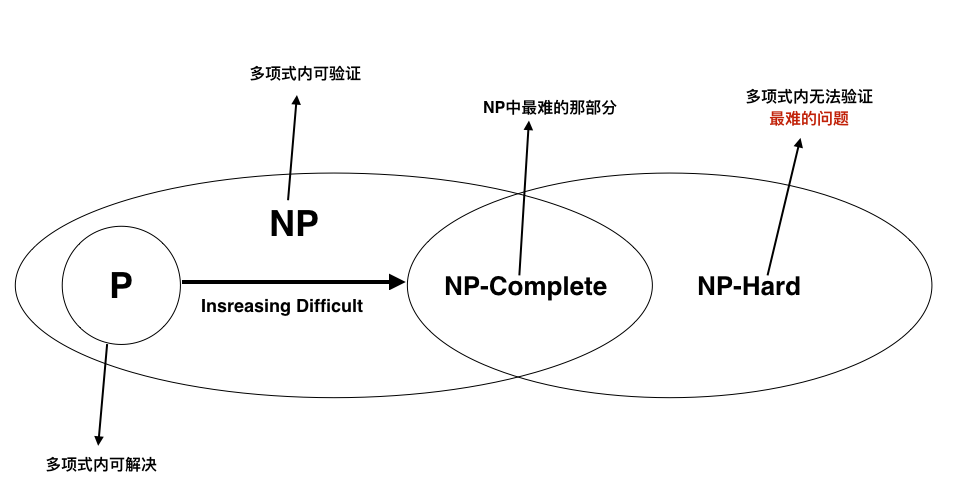 多项式内可验证
NP中最难的那部分
多项式内无法验证
最难的问题
NP
P
NP-Complete
NP-Hard
Insreasing Difficult
多项式内可解决